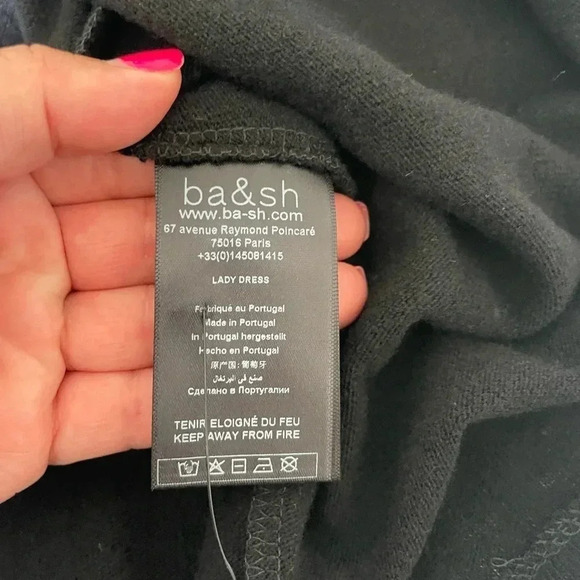 ba&sh
www.ba-sh.com
67 avenue Raymond Poincaré
75016 Paris
+33(0)145081415
LADY DRESS
Fabriqué au Portugal
Made in Portugal
in Portugal hergestellt
Hecho en Portugal
原产国:葡萄牙
صنع في البرتغال
Сделано в Португалии
TENIR ELOIGNÉ DU FEU
KEEP AWAY FROM FIRE